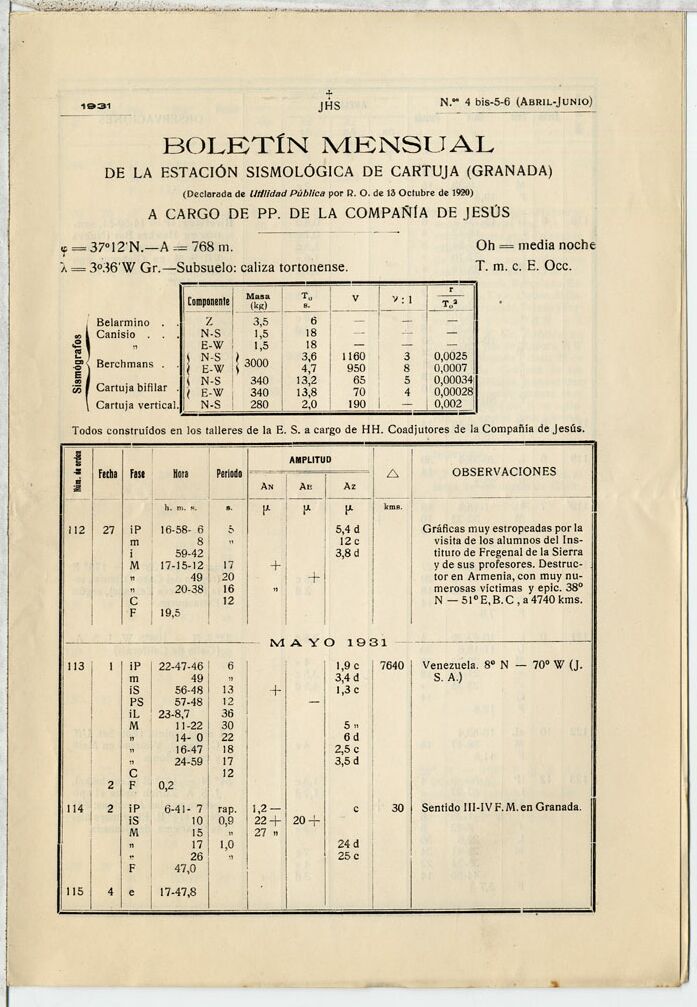 1931
JHS
N.os 4 bis-5-6 (ABRIL-JUNIO)
BOLETÍN MENSUAL
DE LA ESTACIÓN SISMOLÓGICA DE CARTUJA (GRANADA)
(Declarada de Utilidad Pública por R. O. de 13 Octubre de 1920)
A CARGO DE PP. DE LA COMPAÑÍA DE JESÚS
φ = 37°12'N.—A = 768 m. Oh = media noche
λ = 3°36'W Gr.—Subsuelo: caliza tortonense. T. m. c. E. Occ.
Componente Masa (kg) To s. V ν : 1 r / To²
Sismógrafos
Belarmino . . Z 3,5 6 — — —
Canisio . . . N-S 1,5 18 — — —
„ E-W 1,5 18 — — —
Berchmans . . N-S 3000 3,6 1160 3 0,0025
E-W 4,7 950 8 0,0007
Cartuja bifilar . N-S 340 13,2 65 5 0,00034
E-W 340 13,8 70 4 0,00028
Cartuja vertical. N-S 280 2,0 190 — 0,002
Todos construídos en los talleres de la E. S. a cargo de HH. Coadjutores de la Compañía de Jesús.
Núm. de orden Fecha Fase Hora Periodo AMPLITUD △ OBSERVACIONES
AN AE AZ
h. m. s. s. μ μ μ kms.
112 27 iP 16-58- 6 5 5,4 d Gráficas muy estropeadas por la
m 8 „ 12 c visita de los alumnos del Ins-
i 59-42 3,8 d tituto de Fregenal de la Sierra
M 17-15-12 17 + y de sus profesores. Destruc-
„ 49 20 + tor en Armenia, con muy nu-
„ 20-38 16 „ merosas víctimas y epic. 38°
C 12 N — 51° E, B. C , a 4740 kms.
F 19,5
MAYO 1931
113 1 iP 22-47-46 6 1,9 c 7640 Venezuela. 8° N — 70° W (J.
m 49 „ 3,4 d S. A.)
iS 56-48 13 + 1,3 c
PS 57-48 12 —
iL 23-8,7 36
M 11-22 30 5 „
„ 14- 0 22 6 d
„ 16-47 18 2,5 c
„ 24-59 17 3,5 d
C 12
2 F 0,2
114 2 iP 6-41- 7 rap. 1,2 — c 30 Sentido III-IV F. M. en Granada.
iS 10 0,9 22 + 20 +
M 15 „ 27 „
„ 17 1,0 24 d
„ 26 „ 25 c
F 47,0
115 4 e 17-47,8